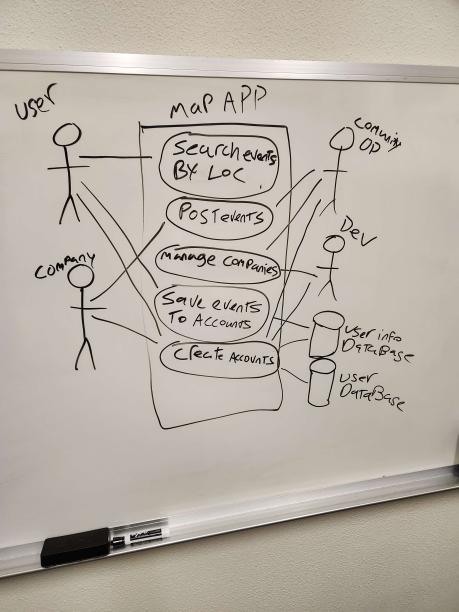 user
MaP APP
Search events
BY LOC.
Community
OP
Post events
Dev
company
Manage Companies
Save events
To Accounts
user info
DataBase
Create Accounts
user
DataBase